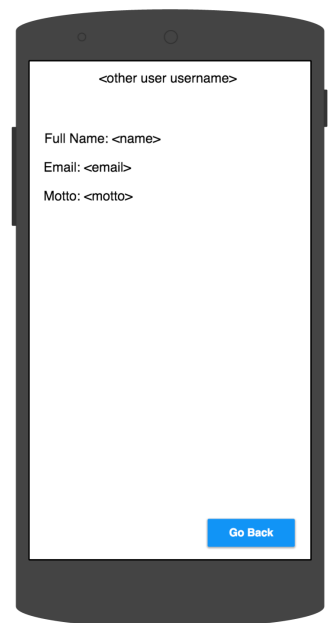 <other user username>
Full Name: <name>
Email: <email>
Motto: <motto>
Go Back